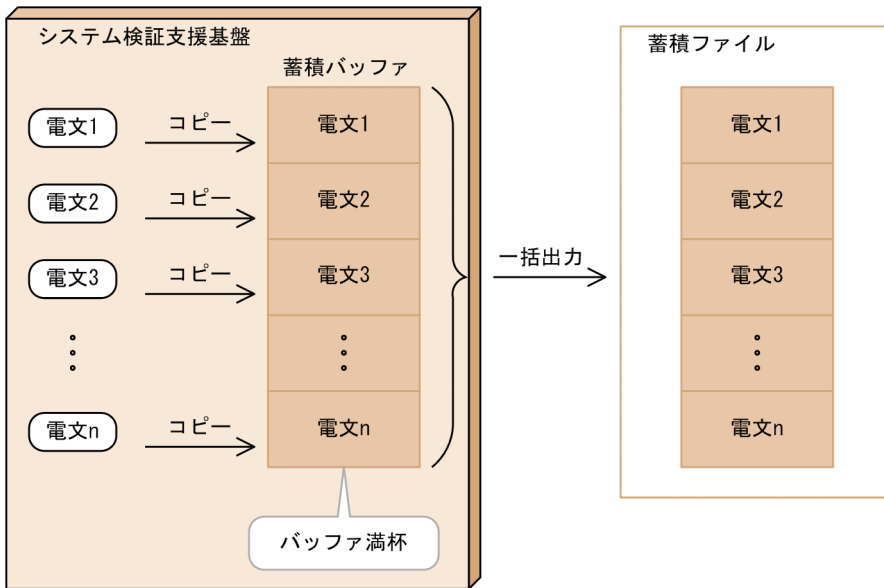 システム検証支援基盤
蓄積バッファ
電文1
コピー
電文1
電文2
コピー
電文2
電文3
コピー
電文3
電文n
コピー
電文n
バッファ満杯
一括出力
蓄積ファイル
電文1
電文2
電文3
電文n